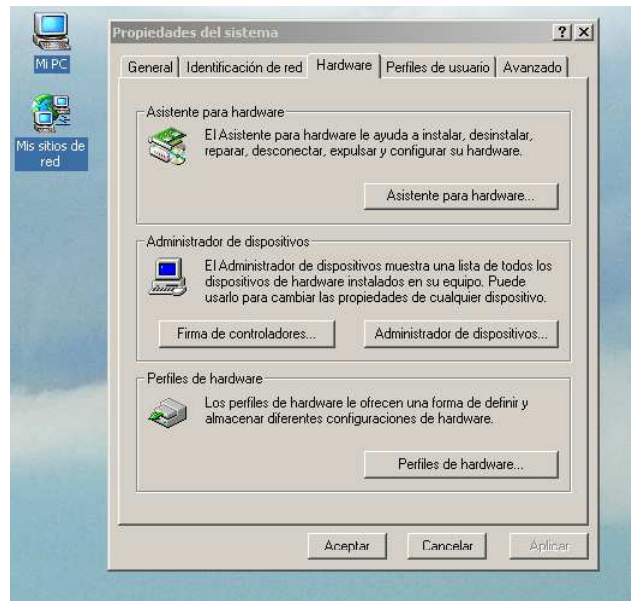 Mi PC
Mis sitios de
red
Propiedades del sistema
General
Identificación de red
Hardware
Perfiles de usuario
Avanzado
Asistente para hardware
El Asistente para hardware le ayuda a instalar, desinstalar,
reparar, desconectar, expulsar y configurar su hardware.
Asistente para hardware...
Administrador de dispositivos
El Administrador de dispositivos muestra una lista de todos los
dispositivos de hardware instalados en su equipo. Puede
usarlo para cambiar las propiedades de cualquier dispositivo.
Firma de controladores...
Administrador de dispositivos...
Perfiles de hardware
Los perfiles de hardware le ofrecen una forma de definir y
almacenar diferentes configuraciones de hardware.
Perfiles de hardware...
Aceptar
Cancelar
Aplicar